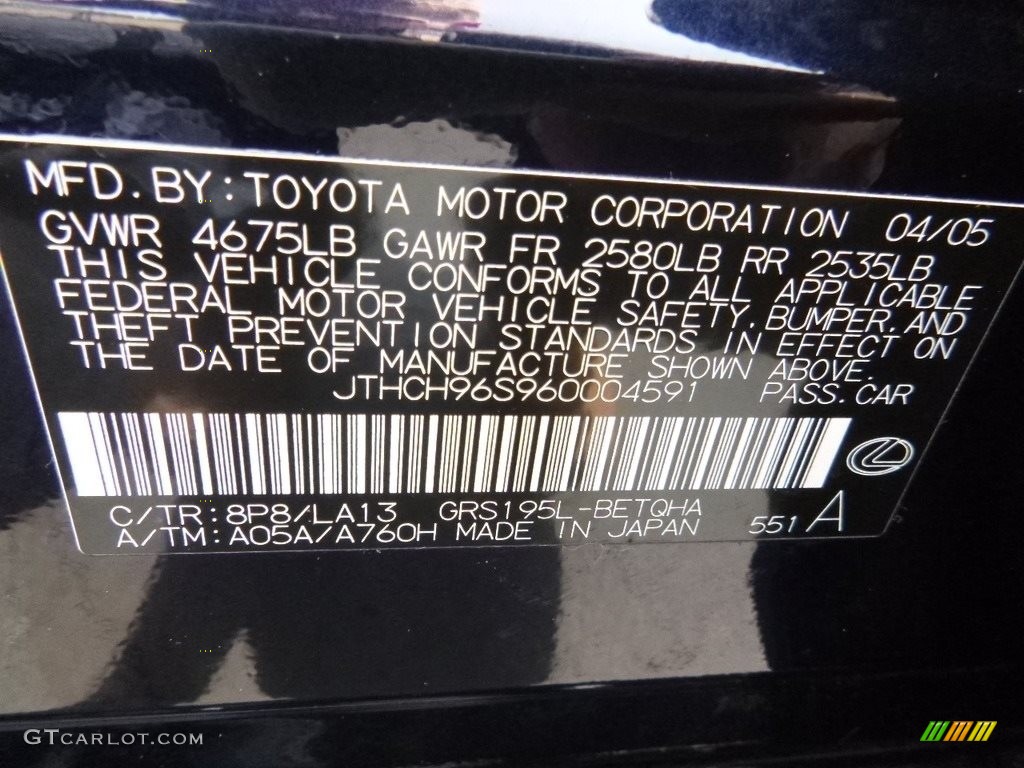 MFD. BY: TOYOTA MOTOR CORPORATION 04/05
GVWR 4675LB GAWR FR 2580LB RR 2535LB
THIS VEHICLE CONFORMS TO ALL APPLICABLE
FEDERAL MOTOR VEHICLE SAFETY, BUMPER, AND
THEFT PREVENTION STANDARDS IN EFFECT ON
THE DATE OF MANUFACTURE SHOWN ABOVE.
JTHCH96S960004591 PASS. CAR
C/TR: 8P8/LA13 GRS195L-BETQHA
A/TM: A05A/A760H MADE IN JAPAN 551 A
GTCARLOT.COM